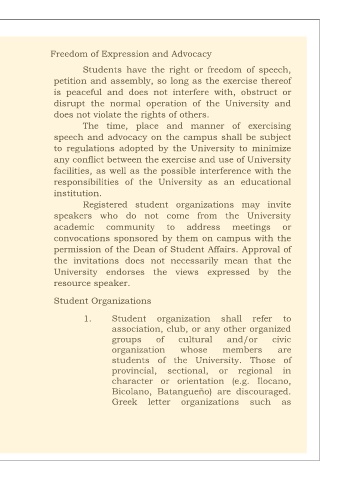 Freedom of Expression and Advocacy
Students have the right or freedom of speech,
petition and assembly, so long as the exercise thereof
is peaceful and does not interfere with, obstruct or
disrupt the normal operation of the University and
does not violate the rights of others.
The time, place and manner of exercising
speech and advocacy on the campus shall be subject
to regulations adopted by the University to minimize
any conflict between the exercise and use of University
facilities, as well as the possible interference with the
responsibilities of the University as an educational
institution.
Registered student organizations may invite
speakers who do not come from the University
academic community to address meetings or
convocations sponsored by them on campus with the
permission of the Dean of Student Affairs. Approval of
the invitations does not necessarily mean that the
University endorses the views expressed by the
resource speaker.
Student Organizations
1. Student organization shall refer to
association, club, or any other organized
groups of cultural and/or civic
organization whose members are
students of the University. Those of
provincial, sectional, or regional in
character or orientation (e.g. Ilocano,
Bicolano, Batangueño) are discouraged.
Greek letter organizations such as